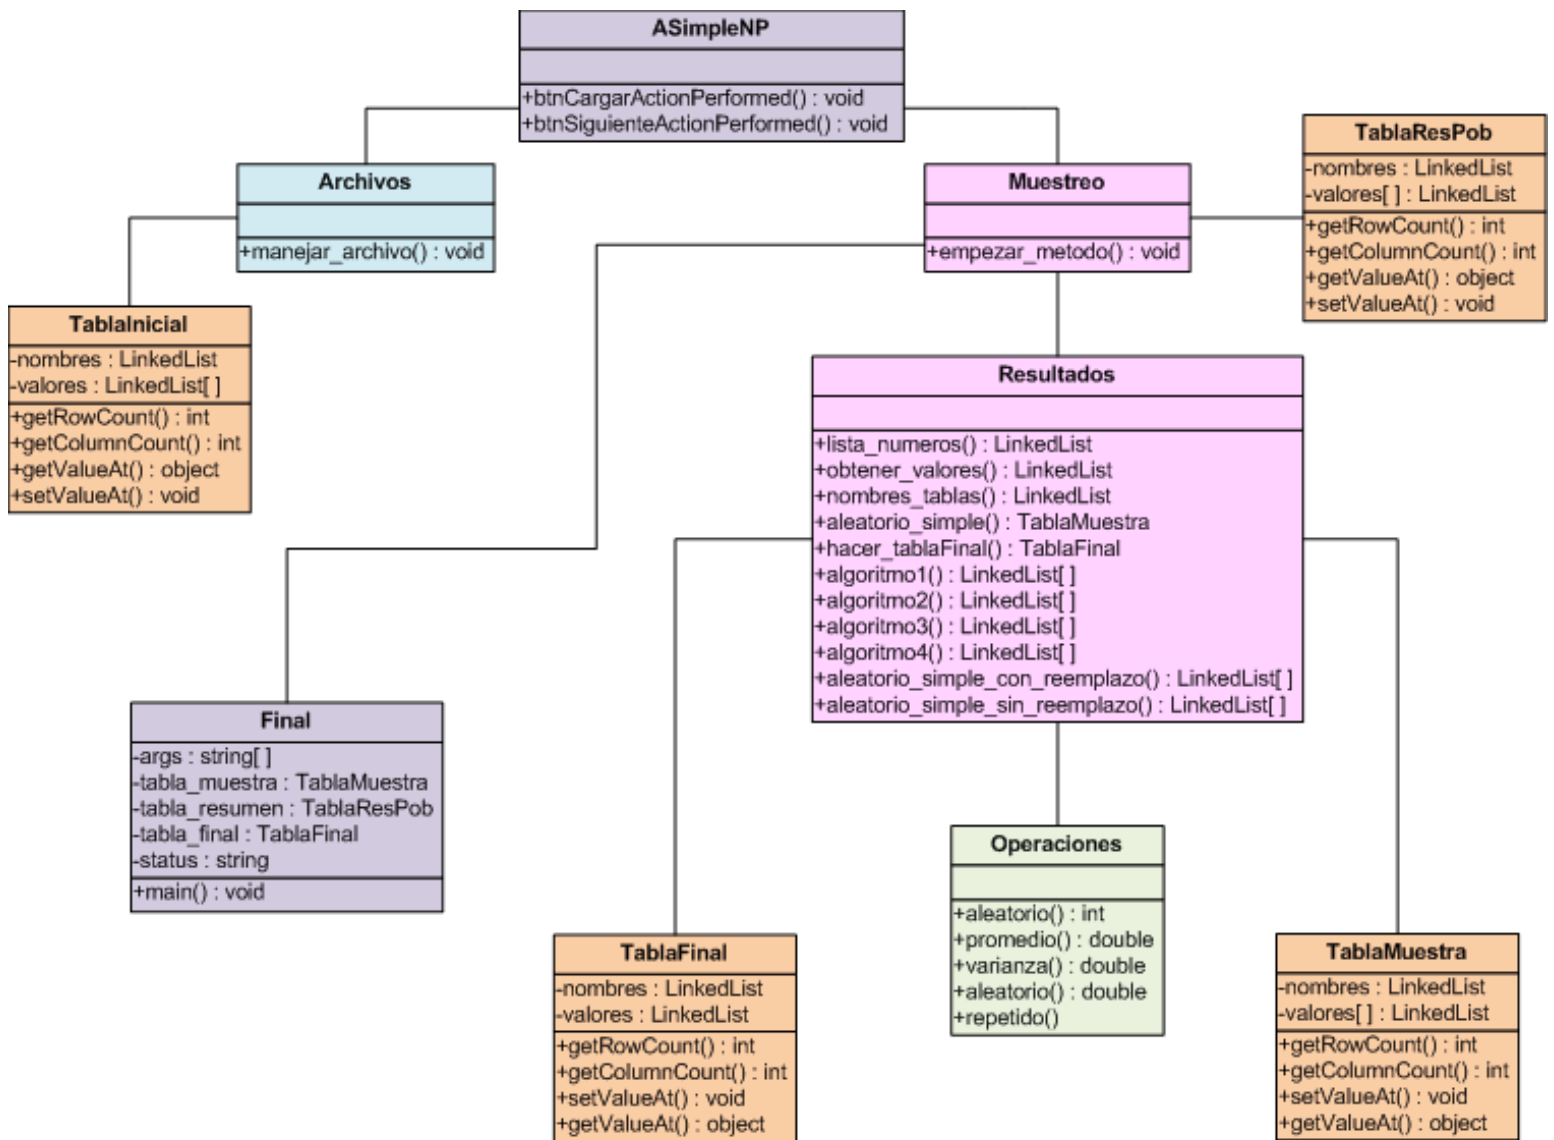 ASimpleNP
+btnCargarActionPerformed() : void
+btnSiguienteActionPerformed() : void
Archivos
+manejar_archivo() : void
Muestreo
+empezar_metodo() : void
TablaResPob
-nombres : LinkedList
-valores[ ] : LinkedList
+getRowCount() : int
+getColumnCount() : int
+getValueAt() : object
+setValueAt() : void
TablaInicial
-nombres : LinkedList
-valores : LinkedList[ ]
+getRowCount() : int
+getColumnCount() : int
+getValueAt() : object
+setValueAt() : void
Resultados
+lista_numeros() : LinkedList
+obtener_valores() : LinkedList
+nombres_tablas() : LinkedList
+aleatorio_simple() : TablaMuestra
+hacer_tablaFinal() : TablaFinal
+algoritmo1() : LinkedList[ ]
+algoritmo2() : LinkedList[ ]
+algoritmo3() : LinkedList[ ]
+algoritmo4() : LinkedList[ ]
+aleatorio_simple_con_reemplazo() : LinkedList[ ]
+aleatorio_simple_sin_reemplazo() : LinkedList[ ]
Final
-args : string[ ]
-tabla_muestra : TablaMuestra
-tabla_resumen : TablaResPob
-tabla_final : TablaFinal
-status : string
+main() : void
Operaciones
+aleatorio() : int
+promedio() : double
+varianza() : double
+aleatorio() : double
+repetido()
TablaFinal
-nombres : LinkedList
-valores : LinkedList
+getRowCount() : int
+getColumnCount() : int
+setValueAt() : void
+getValueAt() : object
TablaMuestra
-nombres : LinkedList
-valores[ ] : LinkedList
+getRowCount() : int
+getColumnCount() : int
+setValueAt() : void
+getValueAt() : object